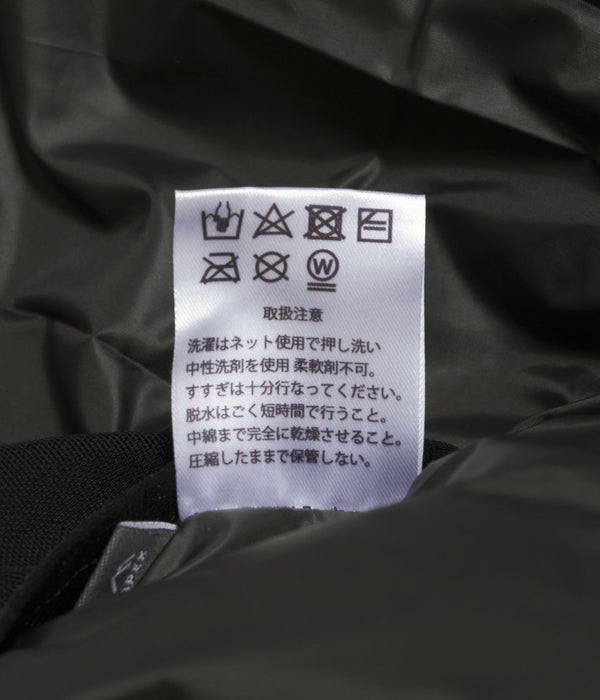 W
取扱注意
洗濯はネット使用で押し洗い
中性洗剤を使用 柔軟剤不可。
すすぎは十分行なってください。
脱水はごく短時間で行うこと。
中綿まで完全に乾燥させること。
圧縮したままで保管しない。